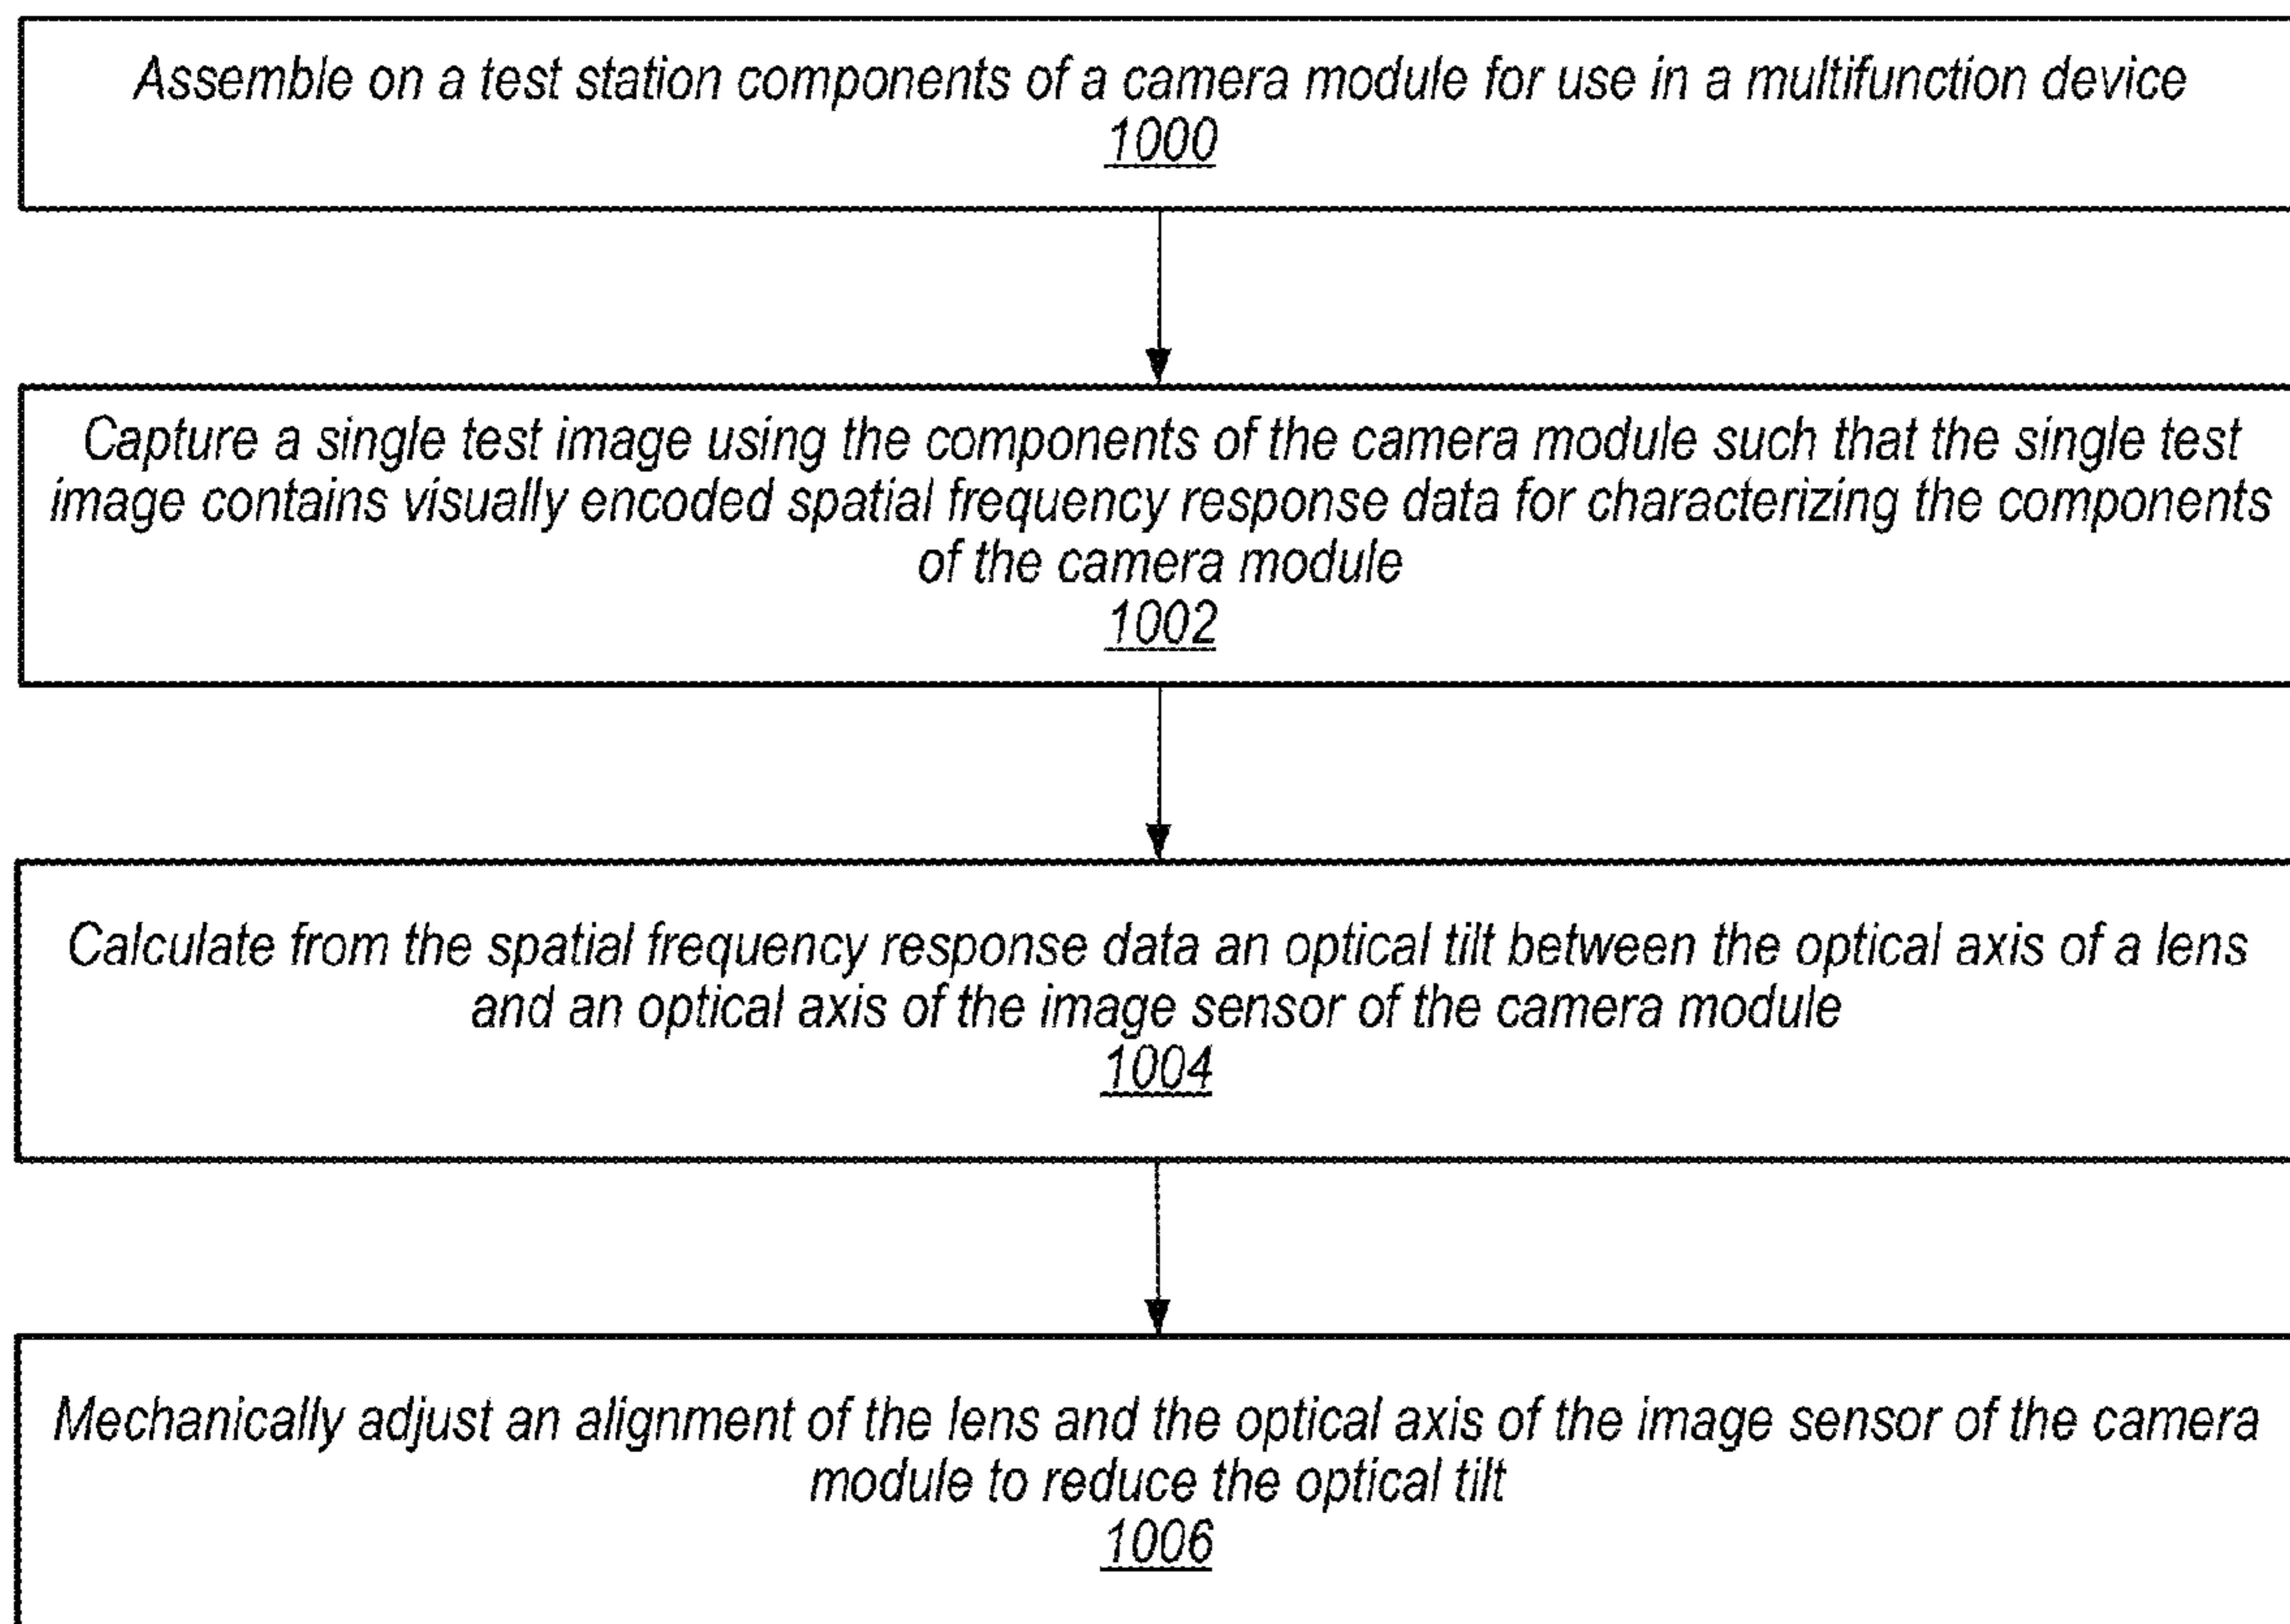 Assemble on a test station components of a camera module for use in a multifunction device
1000
Capture a single test image using the components of the camera module such that the single test
image contains visually encoded spatial frequency response data for characterizing the components
of the camera module
1002
Calculate from the spatial frequency response data an optical tilt between the optical axis of a lens
and an optical axis of the image sensor of the camera module
1004
Mechanically adjust an alignment of the lens and the optical axis of the image sensor of the camera
module to reduce the optical tilt
1006